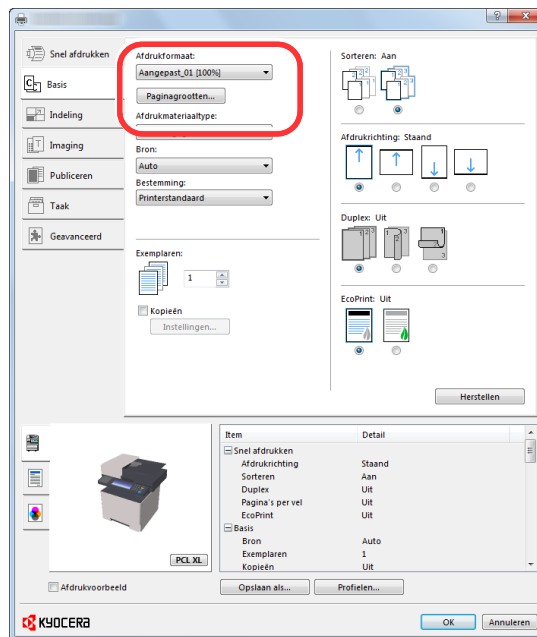 Snel afdrukken
Basis
Indeling
Imaging
Publiceren
Taak
Geavanceerd
Afdrukformaat:
Aangepast_01 [100%]
Paginagrootten...
Afdrukmateriaaltype:
Bron:
Auto
Bestemming:
Printerstandaard
Exemplaren:
1
Kopieën
Instellingen...
Sorteren: Aan
Afdrukrichting: Staand
Duplex: Uit
EcoPrint: Uit
Herstellen
PCL XL
Afdrukvoorbeeld
Item Detail
Snel afdrukken
Afdrukrichting Staand
Sorteren Aan
Duplex Uit
Pagina's per vel Uit
EcoPrint Uit
Basis
Bron Auto
Exemplaren 1
Kopieën Uit
Opslaan als... Profielen...
KYOCERA
OK Annuleren